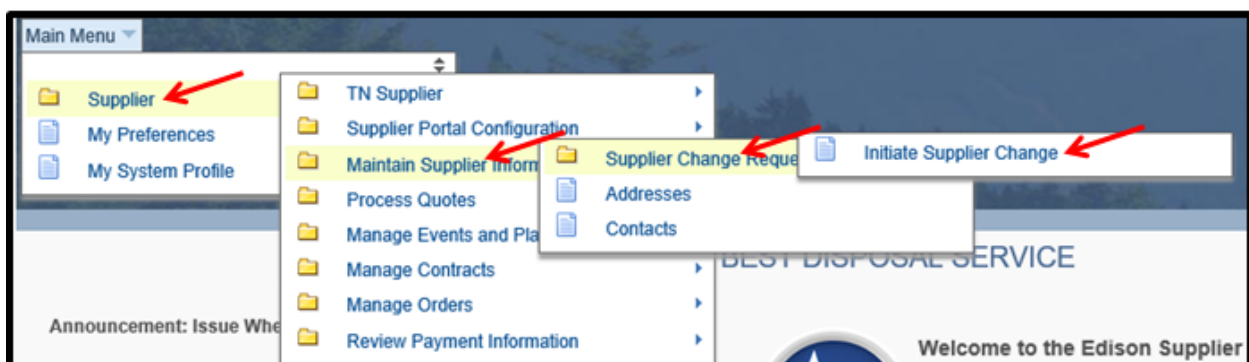 Main Menu
Supplier
My Preferences
My System Profile
TN Supplier
Supplier Portal Configuration
Maintain Supplier Inform
Process Quotes
Manage Events and Pla
Manage Contracts
Manage Orders
Review Payment Information
Supplier Change Reque
Addresses
Contacts
Initiate Supplier Change
BEST DISPOSAL SERVICE
Announcement: Issue Whe
Welcome to the Edison Supplier